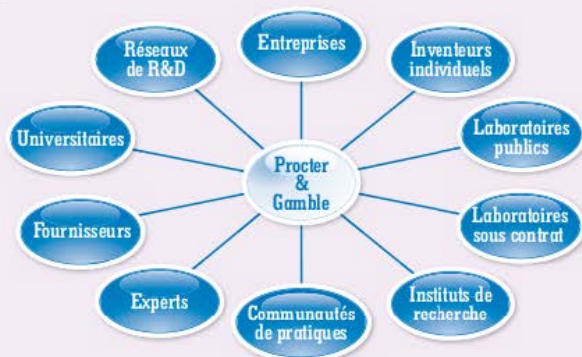 Entreprises
Réseaux
de R&D
Inventeurs
individuels
Universitaires
Laboratoires
publics
Procter
&
Gamble
Fournisseurs
Laboratoires
sous contrat
Experts
Communautés
de pratiques
Instituts de
recherche